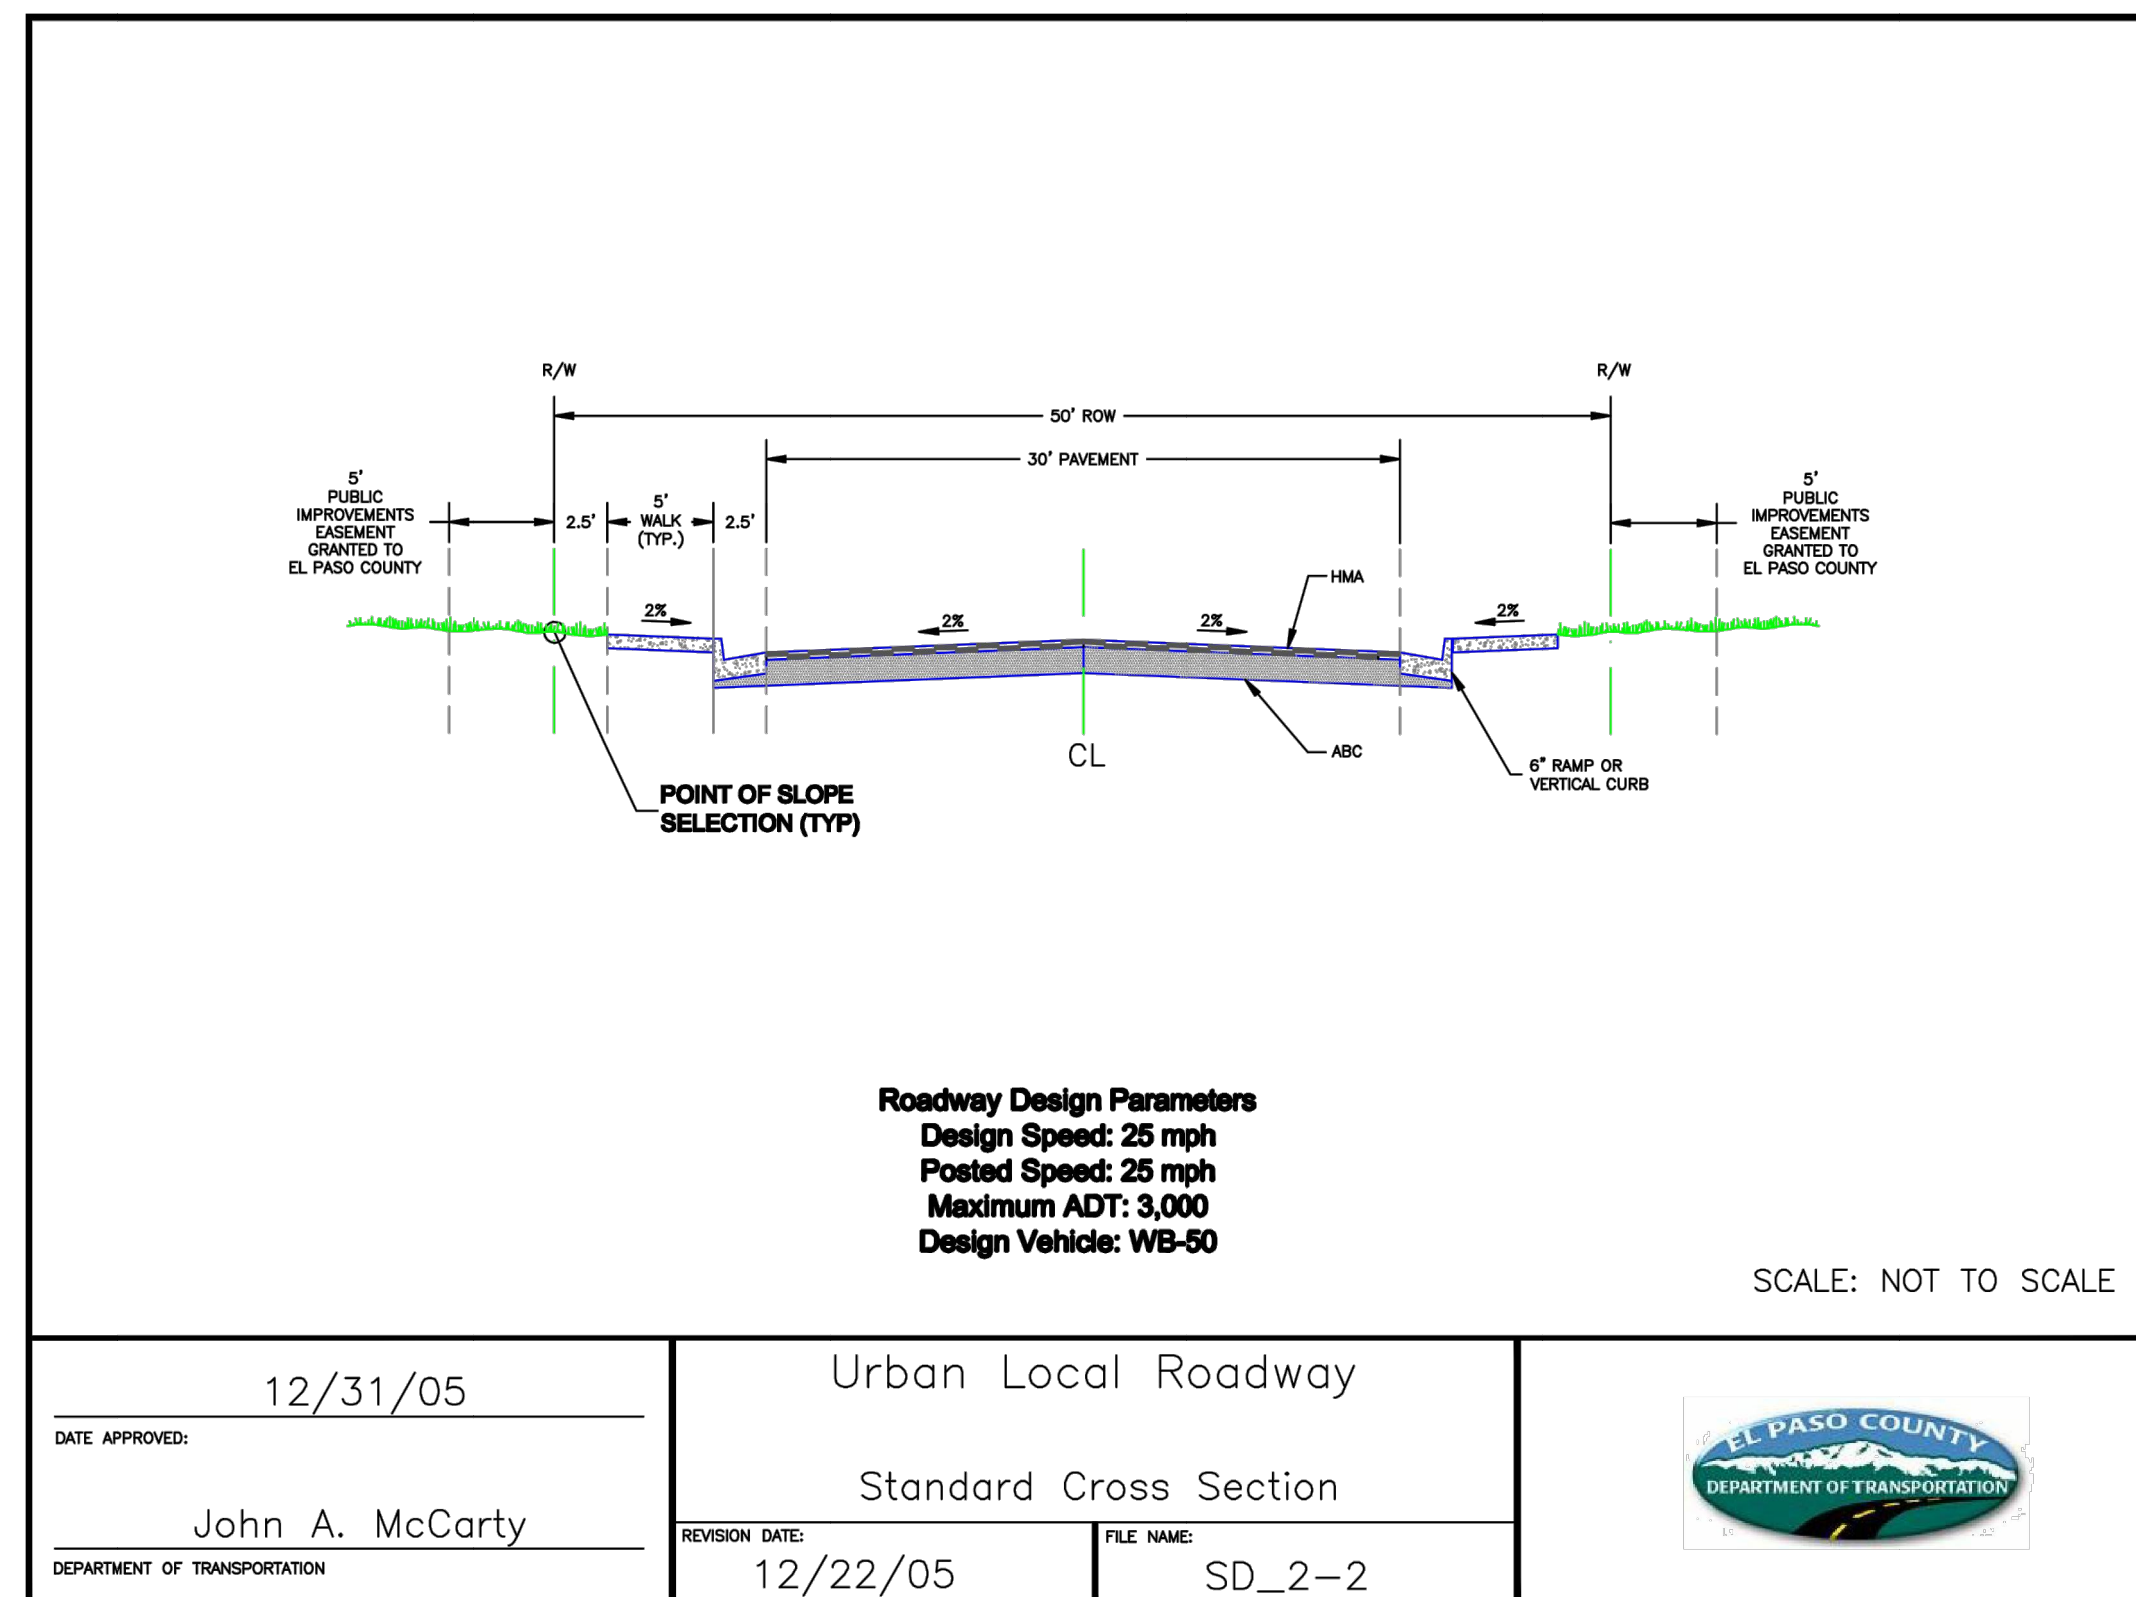 R/W
R/W
50' ROW
30' PAVEMENT
5'
PUBLIC
IMPROVEMENTS
EASEMENT
GRANTED TO
EL PASO COUNTY
2.5'
5'
WALK
(TYP.)
2.5'
5'
PUBLIC
IMPROVEMENTS
EASEMENT
GRANTED TO
EL PASO COUNTY
HMA
2%
2%
2%
2%
CL
ABC
6" RAMP OR
VERTICAL CURB
POINT OF SLOPE
SELECTION (TYP)
Roadway Design Parameters
Design Speed: 25 mph
Posted Speed: 25 mph
Maximum ADT: 3,000
Design Vehicle: WB-50
SCALE: NOT TO SCALE
12/31/05
DATE APPROVED:
John A. McCarty
DEPARTMENT OF TRANSPORTATION
Urban Local Roadway
Standard Cross Section
REVISION DATE:
12/22/05
FILE NAME:
SD_2-2
EL PASO COUNTY
DEPARTMENT OF TRANSPORTATION